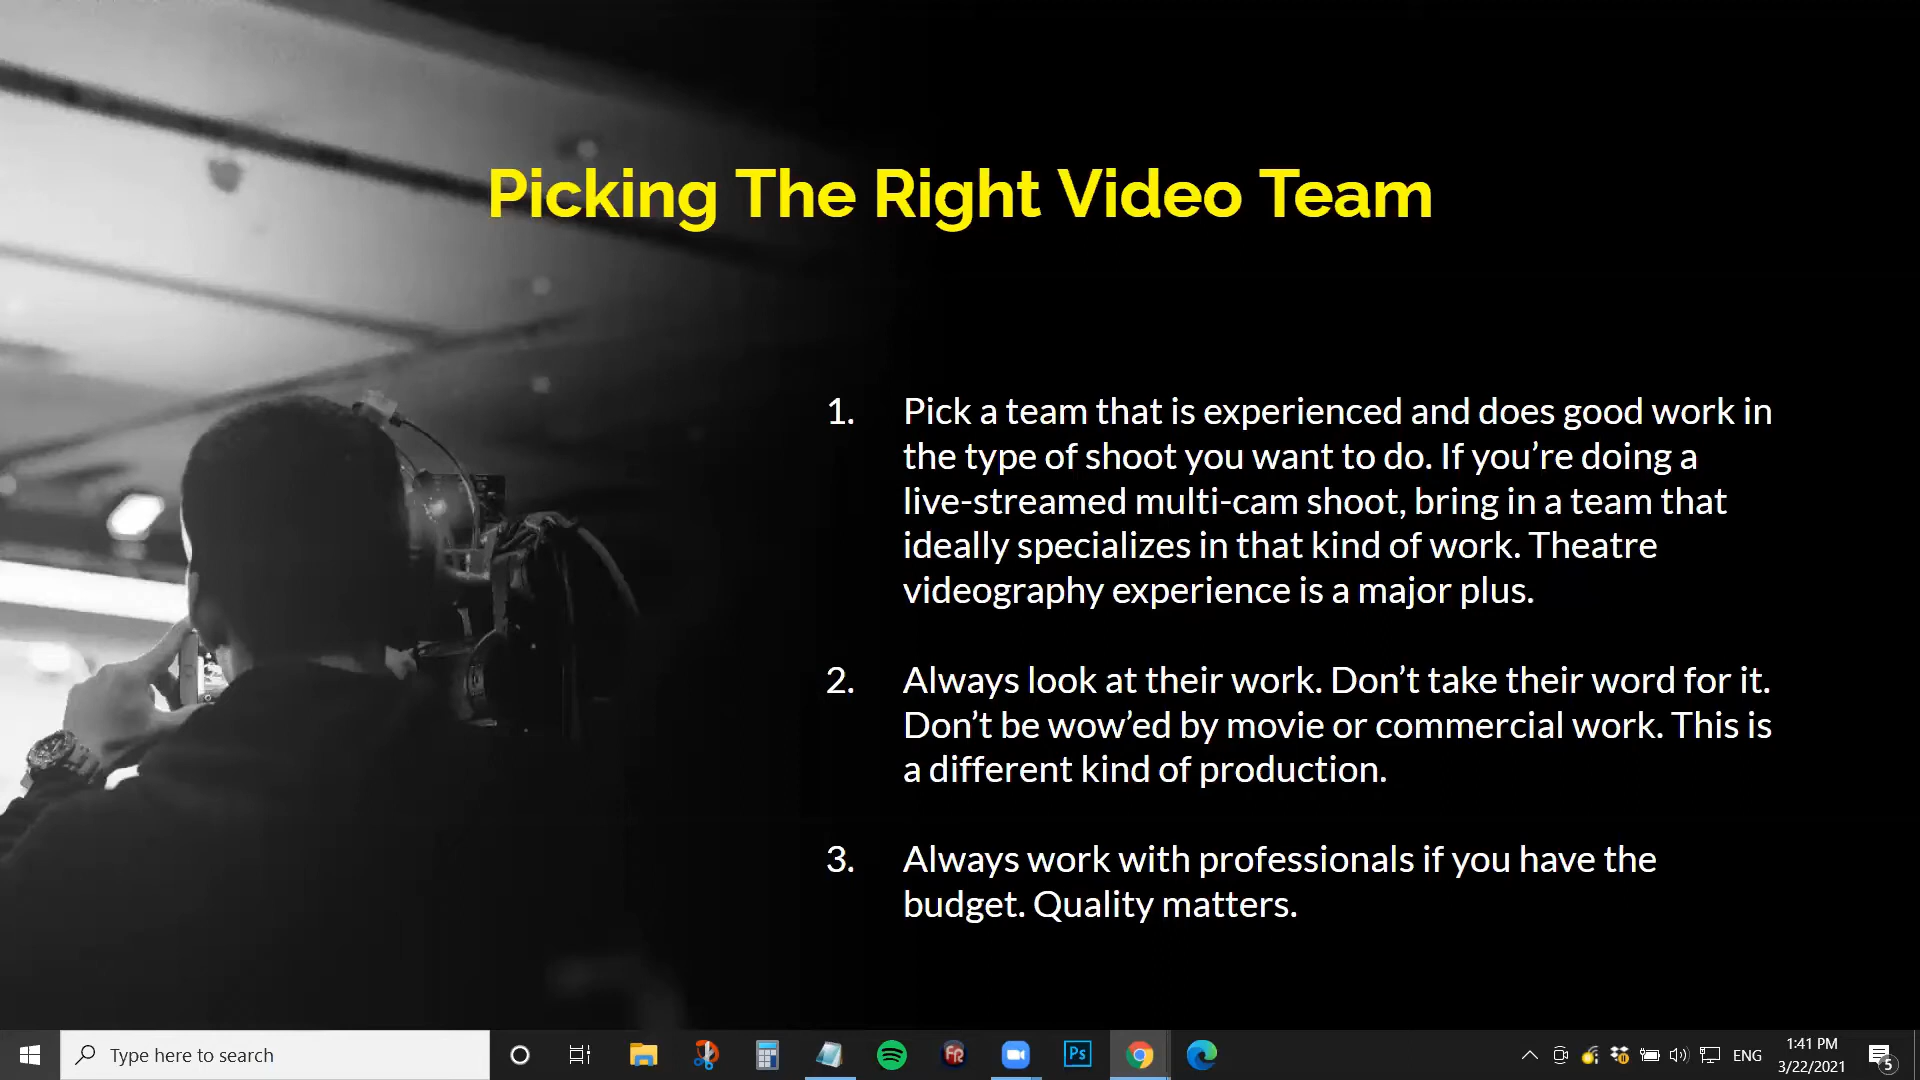 Picking The Right Video Team
1. Pick a team that is experienced and does good work in
the type of shoot you want to do. If you’re doing a
live-streamed multi-cam shoot, bring in a team that
ideally specializes in that kind of work. Theatre
videography experience is a major plus.
2. Always look at their work. Don’t take their word for it.
Don’t be wow’ed by movie or commercial work. This is
a different kind of production.
3. Always work with professionals if you have the
budget. Quality matters.
Type here to search
FR
Ps
ENG
1:41 PM
3/22/2021
5